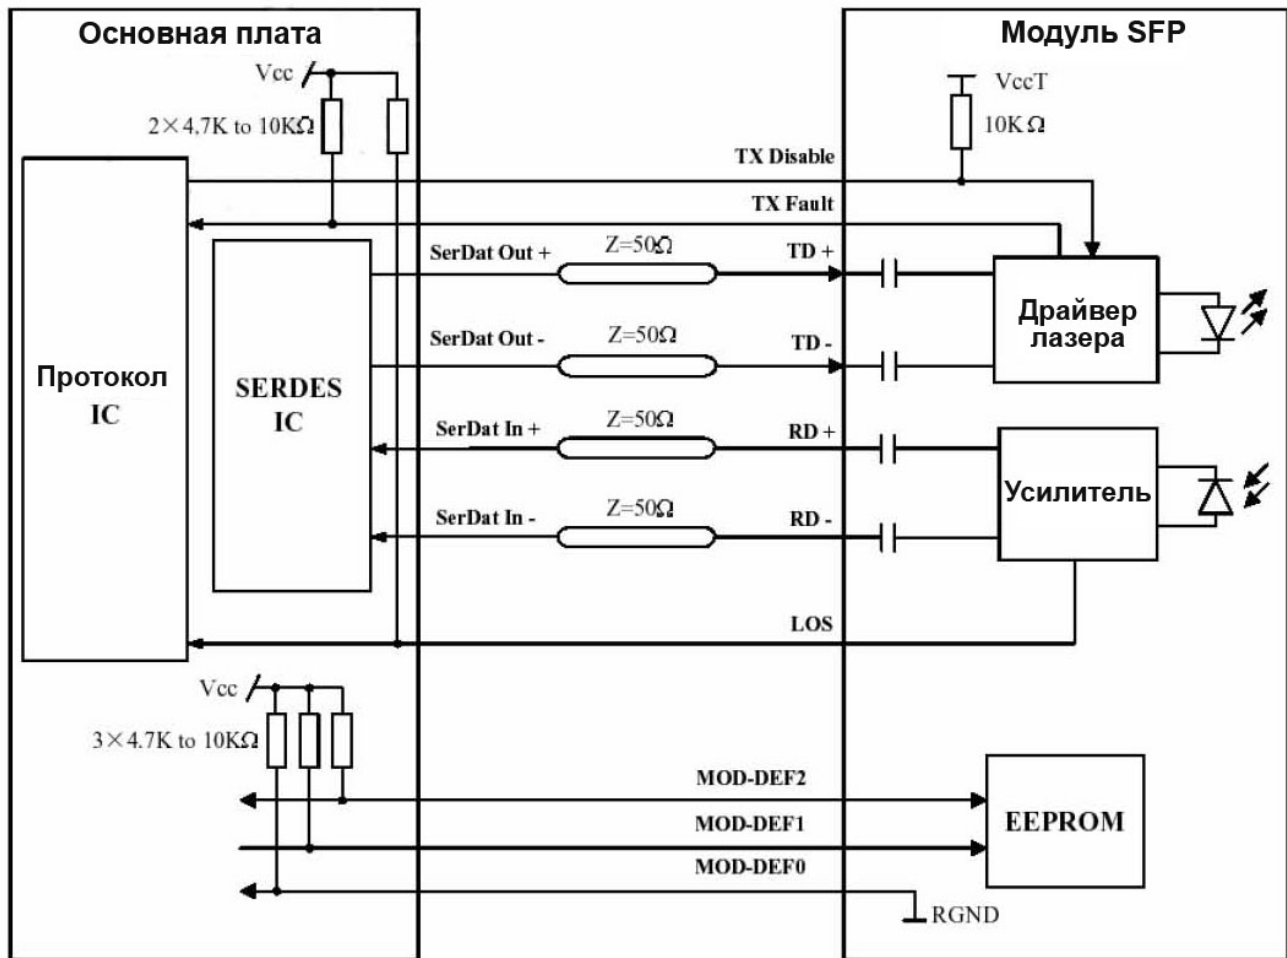 Основная плата
Модуль SFP
Vcc
VccT
2×4,7K to 10KΩ
10KΩ
TX Disable
TX Fault
SerDat Out +
Z=50Ω
TD +
SerDat Out -
Z=50Ω
TD -
Драйвер
лазера
Протокол
IC
SERDES
IC
SerDat In +
Z=50Ω
RD +
SerDat In -
Z=50Ω
RD -
Усилитель
LOS
Vcc
3×4.7K to 10KΩ
MOD-DEF2
MOD-DEF1
MOD-DEF0
EEPROM
RGND